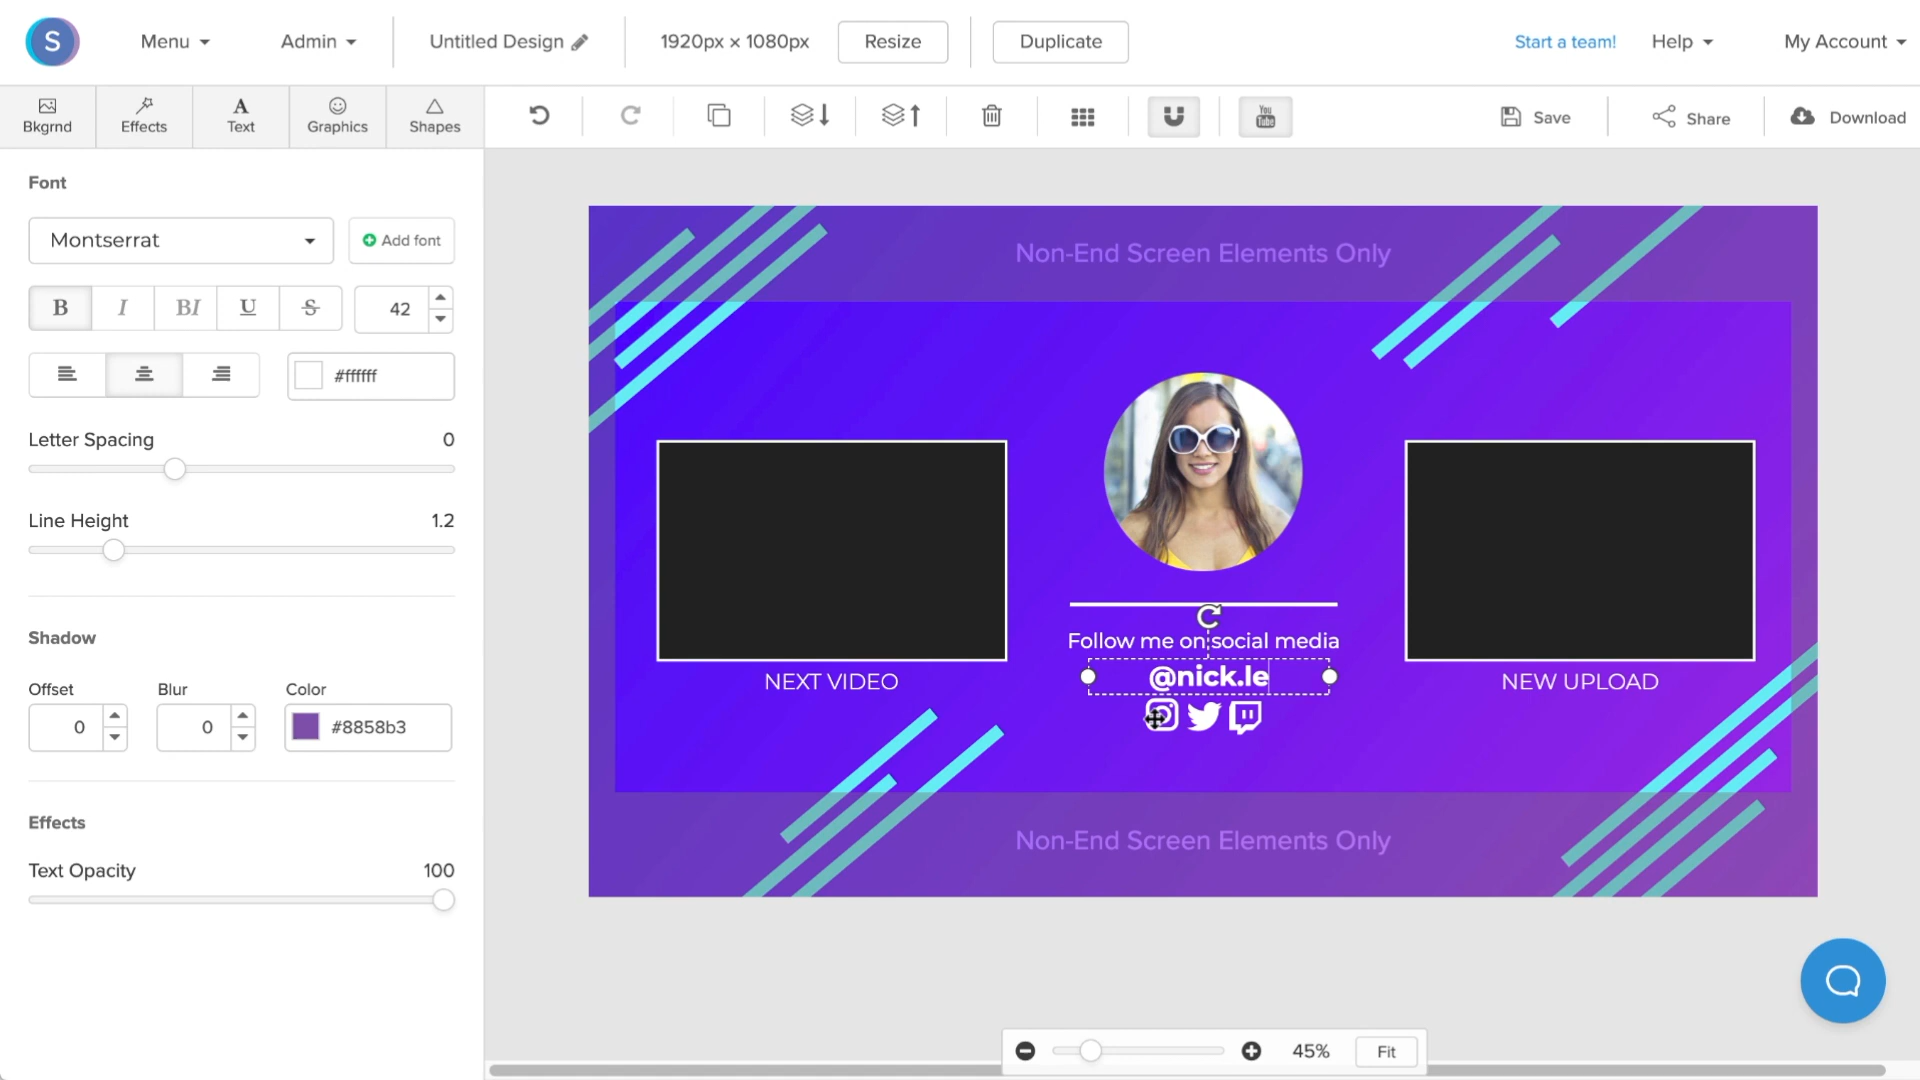 S
Menu
Admin
Untitled Design
1920px × 1080px
Resize
Duplicate
Start a team!
Help
My Account
Bkgrnd
Effects
A
Text
Graphics
Shapes
You
Tube
Save
Share
Download
Font
Montserrat
Add font
B
I
BI
U
S
42
#ffffff
Letter Spacing
0
Line Height
1.2
Shadow
Offset
Blur
Color
0
0
#8858b3
Effects
Text Opacity
100
Non-End Screen Elements Only
Follow me on social media
@nick.le
NEXT VIDEO
NEW UPLOAD
Non-End Screen Elements Only
45%
Fit